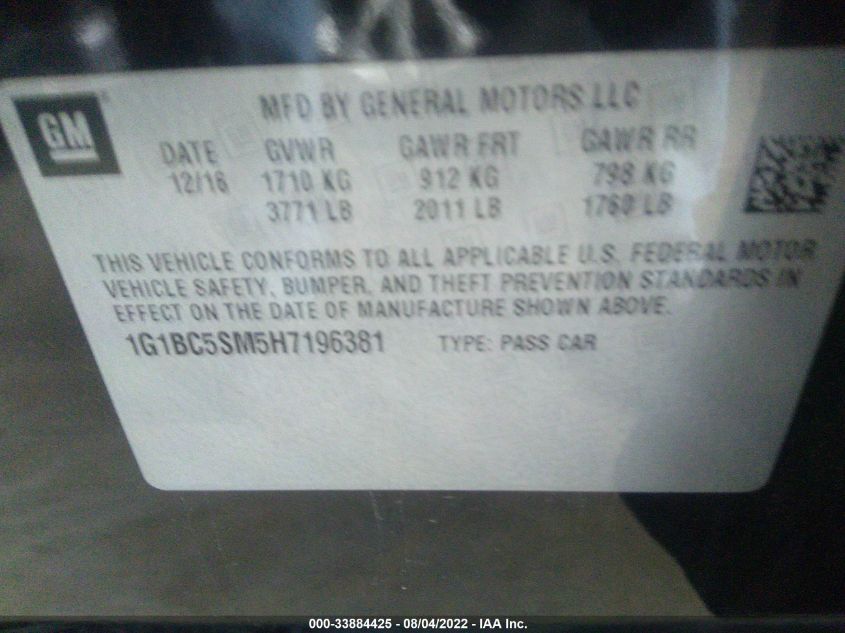 GM
MFD BY GENERAL MOTORS LLC
DATE GVWR GAWR FRT GAWR RR
12/16 1710 KG 912 KG 798 KG
3771 LB 2011 LB 1760 LB
THIS VEHICLE CONFORMS TO ALL APPLICABLE U.S. FEDERAL MOTOR
VEHICLE SAFETY, BUMPER, AND THEFT PREVENTION STANDARDS IN
EFFECT ON THE DATE OF MANUFACTURE SHOWN ABOVE.
1G1BC5SM5H7196381 TYPE: PASS CAR
000-33884425 - 08/04/2022 - IAA Inc.